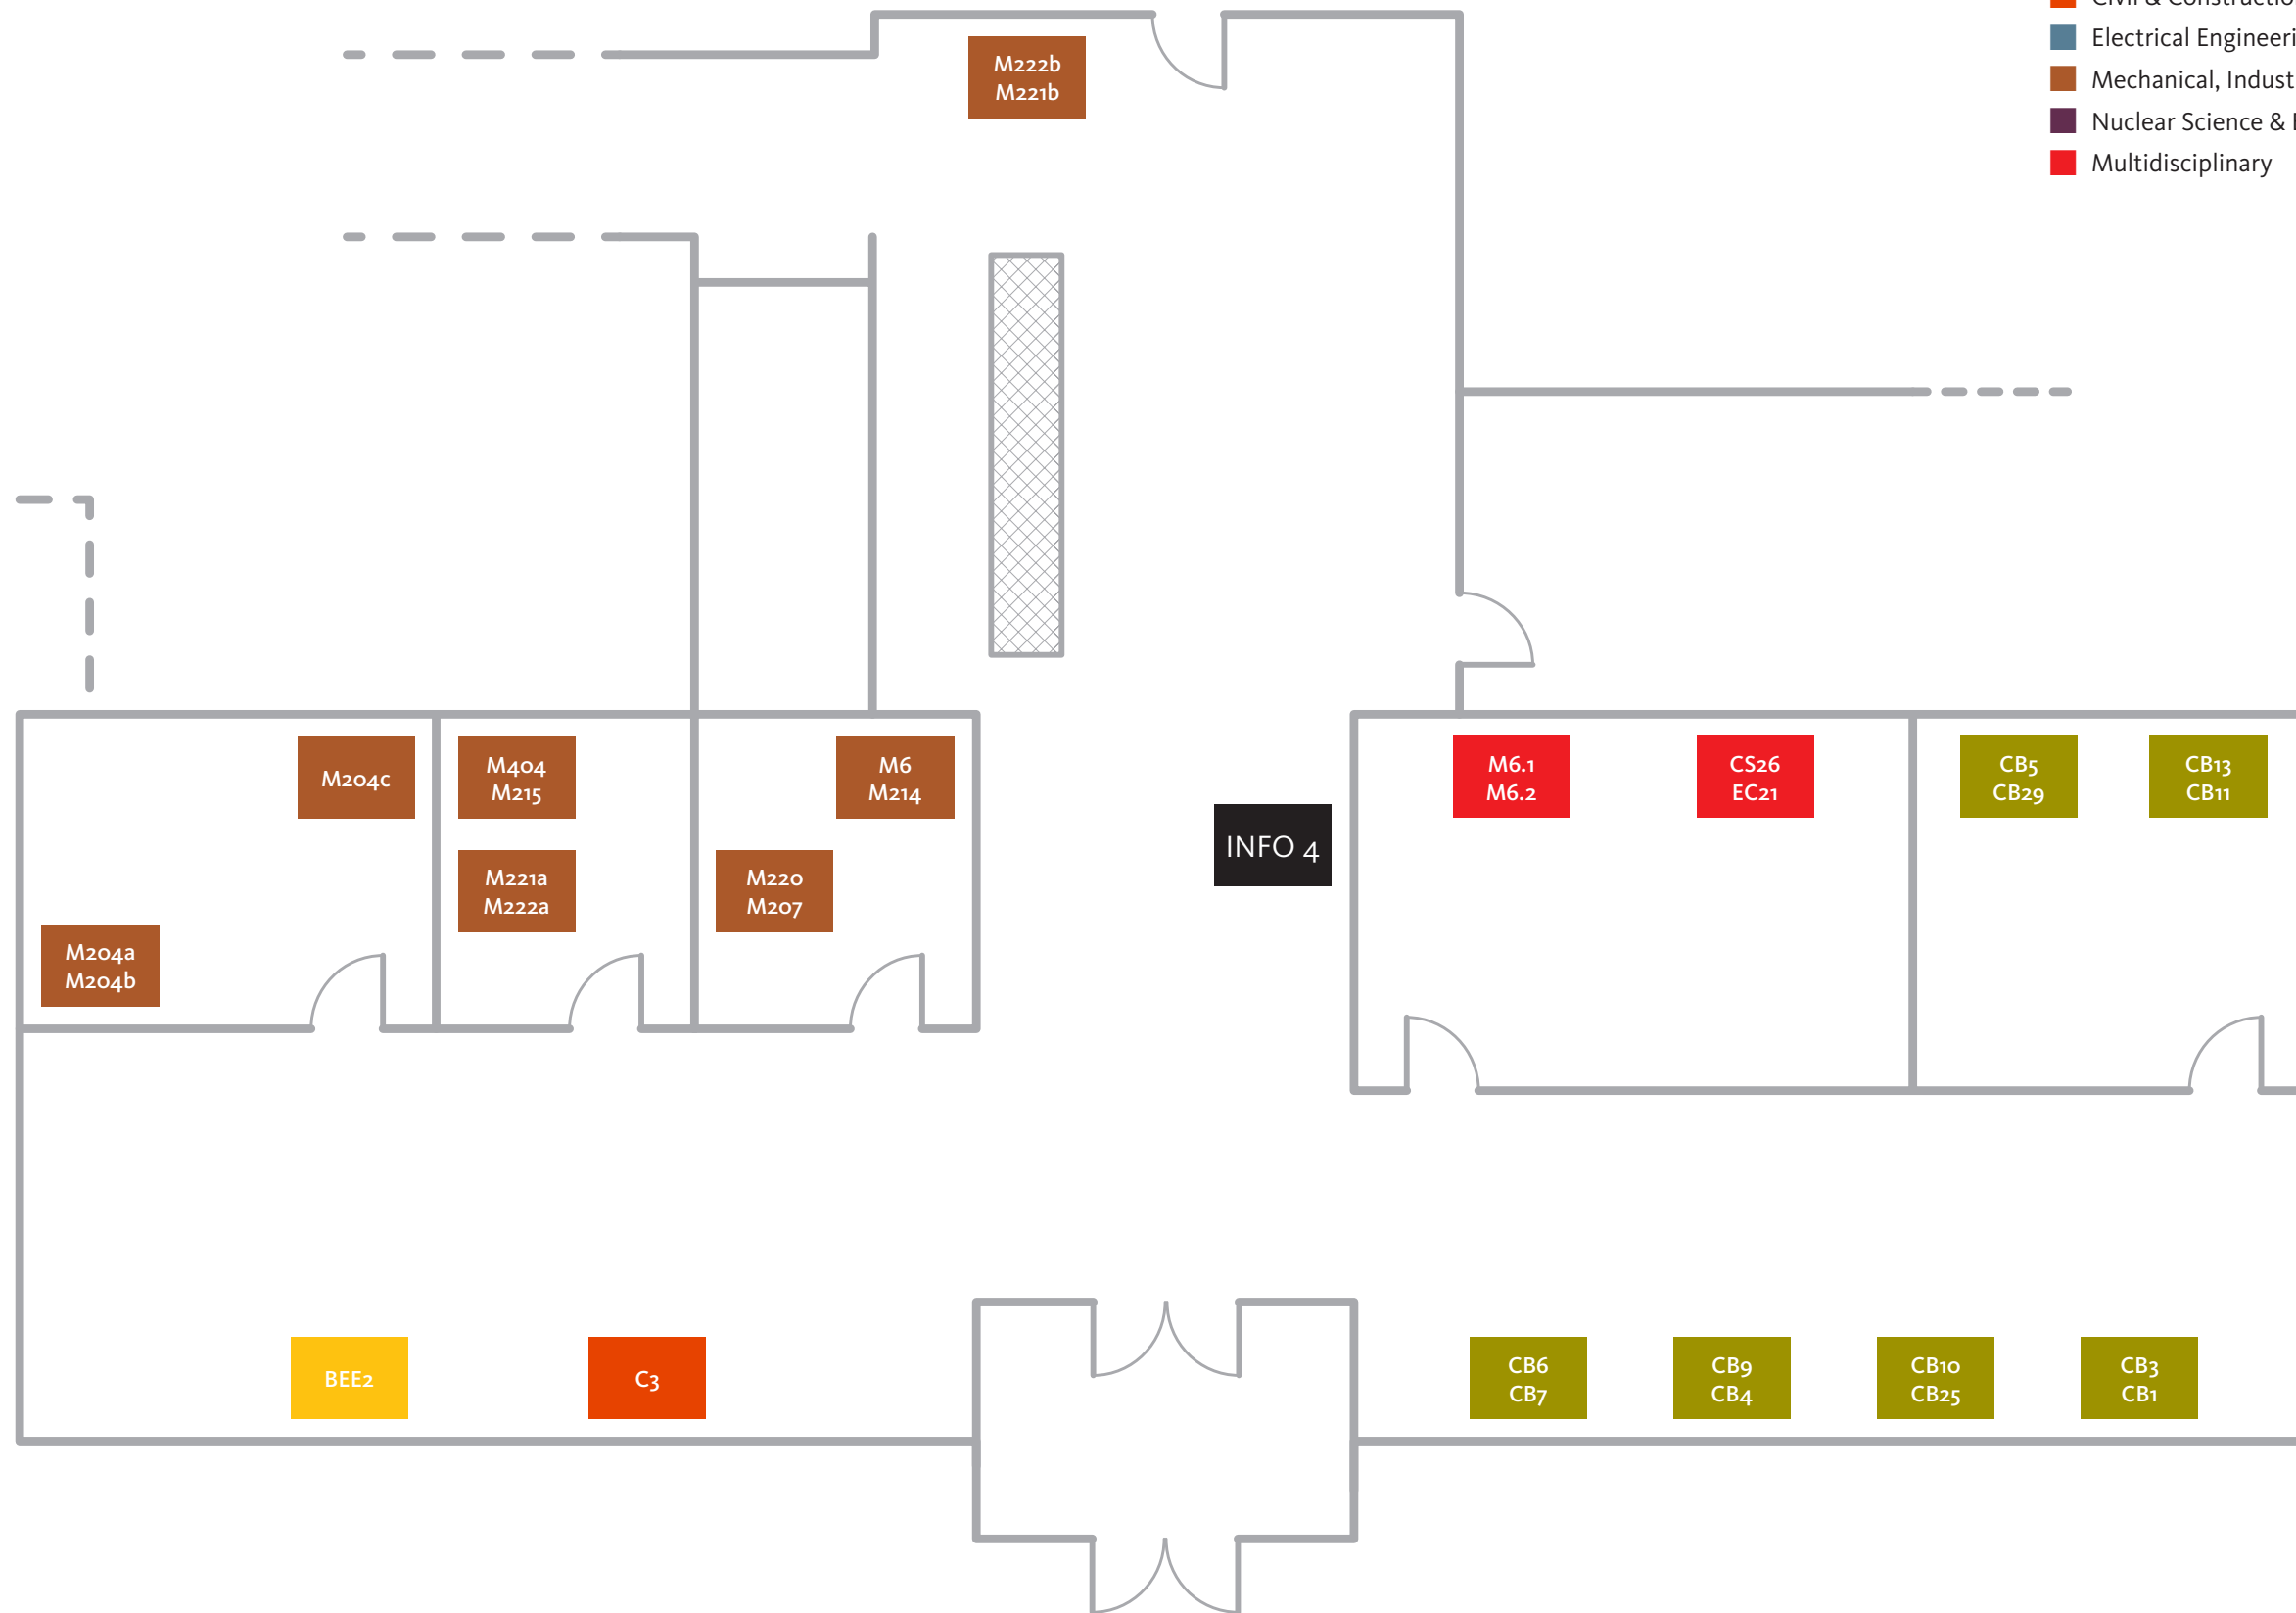 Electrical
Mechanical,
Nuclear Science &
Multidisciplinary
M222b
M221b
M204c
M404
M215
M6
M214
M6.1
M6.2
CS26
EC21
CB5
CB29
CB13
CB11
INFO 4
M221a
M222a
M220
M207
M204a
M204b
BEE2
C3
CB6
CB7
CB9
CB4
CB10
CB25
CB3
CB1